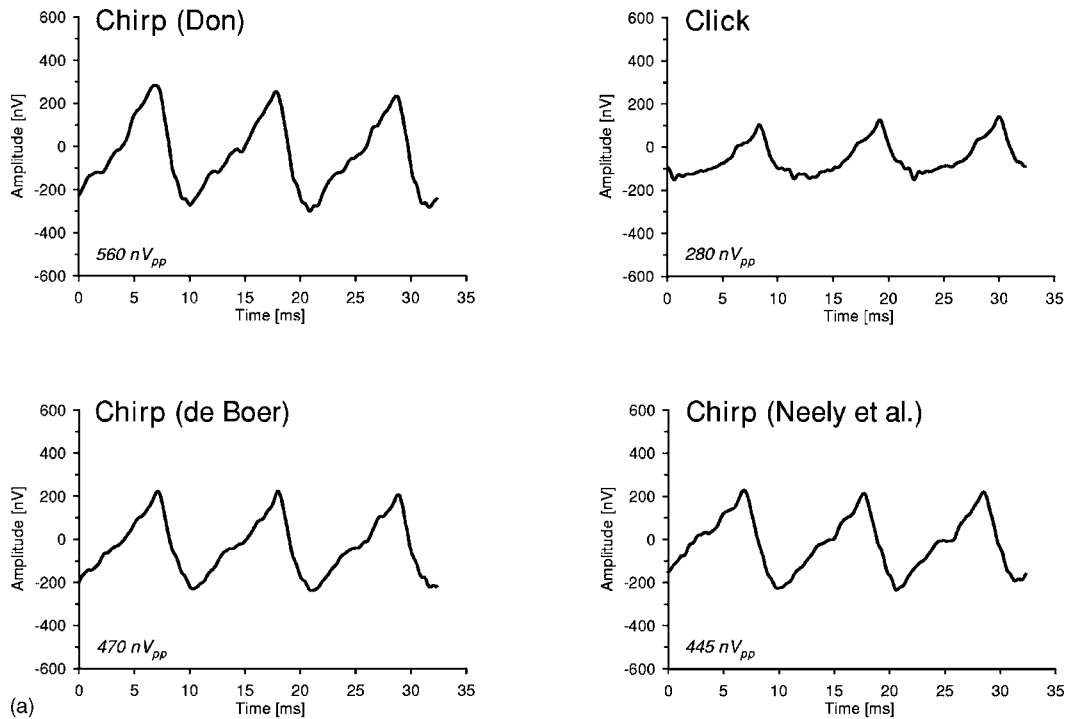 Chirp (Don)
600
400
200
0
-200
-400
-600
Amplitude [nV]
560 nVpp
0 5 10 15 20 25 30 35
Time [ms]
Click
600
400
200
0
-200
-400
-600
Amplitude [nV]
280 nVpp
0 5 10 15 20 25 30 35
Time [ms]
Chirp (de Boer)
600
400
200
0
-200
-400
-600
Amplitude [nV]
470 nVpp
0 5 10 15 20 25 30 35
Time [ms]
Chirp (Neely et al.)
600
400
200
0
-200
-400
-600
Amplitude [nV]
445 nVpp
0 5 10 15 20 25 30 35
Time [ms]
(a)